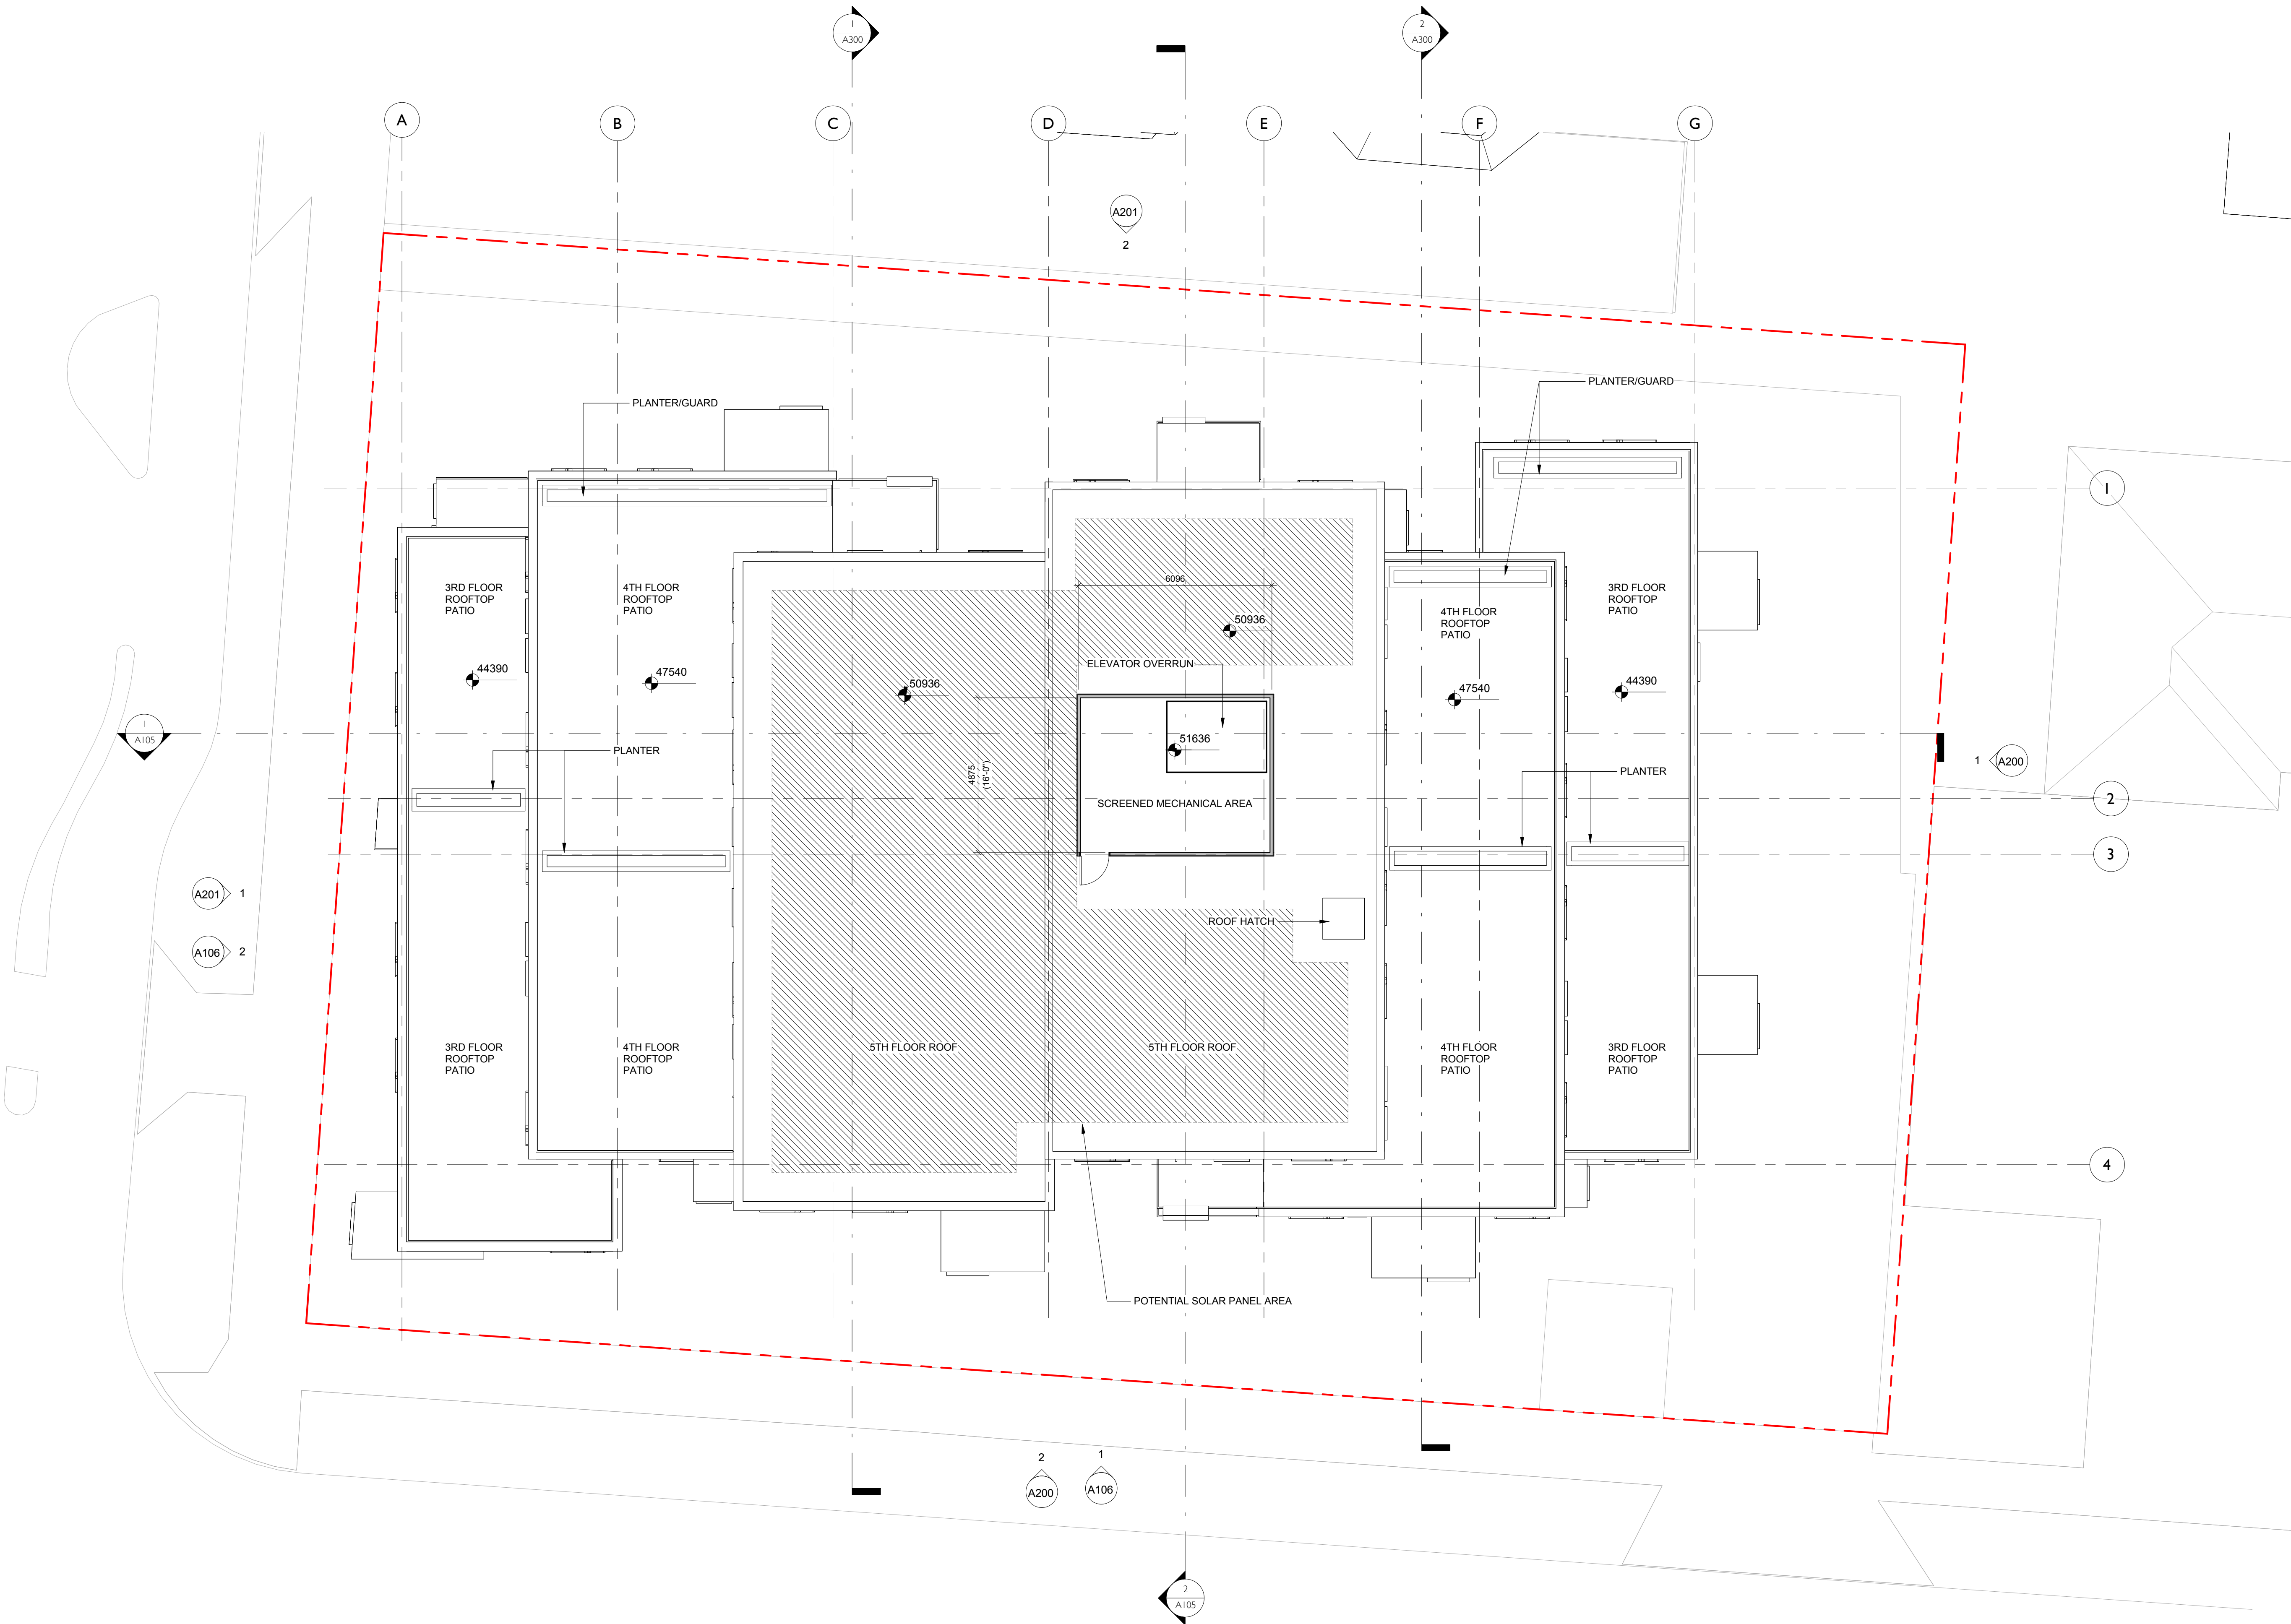 1
A300
2
A300
A
B
C
D
E
F
G
A201
2
PLANTER/GUARD
PLANTER/GUARD
1
3RD FLOOR
ROOFTOP
PATIO
4TH FLOOR
ROOFTOP
PATIO
6096
4TH FLOOR
ROOFTOP
PATIO
3RD FLOOR
ROOFTOP
PATIO
50936
ELEVATOR OVERRUN
44390
47540
50936
47540
44390
1
A105
51636
PLANTER
4875
(16'-0")
SCREENED MECHANICAL AREA
PLANTER
1
A200
2
3
A201
1
A106
2
ROOF HATCH
3RD FLOOR
ROOFTOP
PATIO
4TH FLOOR
ROOFTOP
PATIO
5TH FLOOR ROOF
5TH FLOOR ROOF
4TH FLOOR
ROOFTOP
PATIO
3RD FLOOR
ROOFTOP
PATIO
4
POTENTIAL SOLAR PANEL AREA
2
A200
1
A106
2
A105